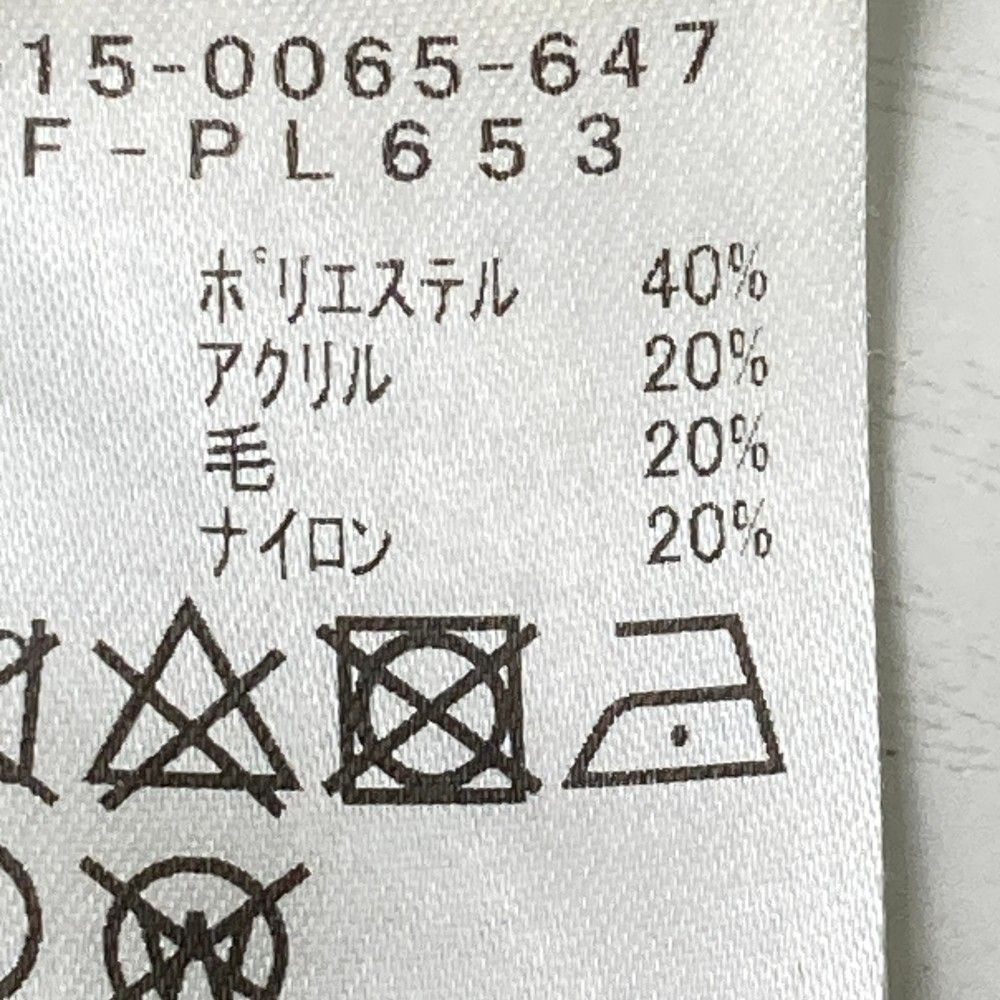 -15-0065-647
F-PL653
ポリエステル 40%
アクリル 20%
毛 20%
ナイロン 20%
W